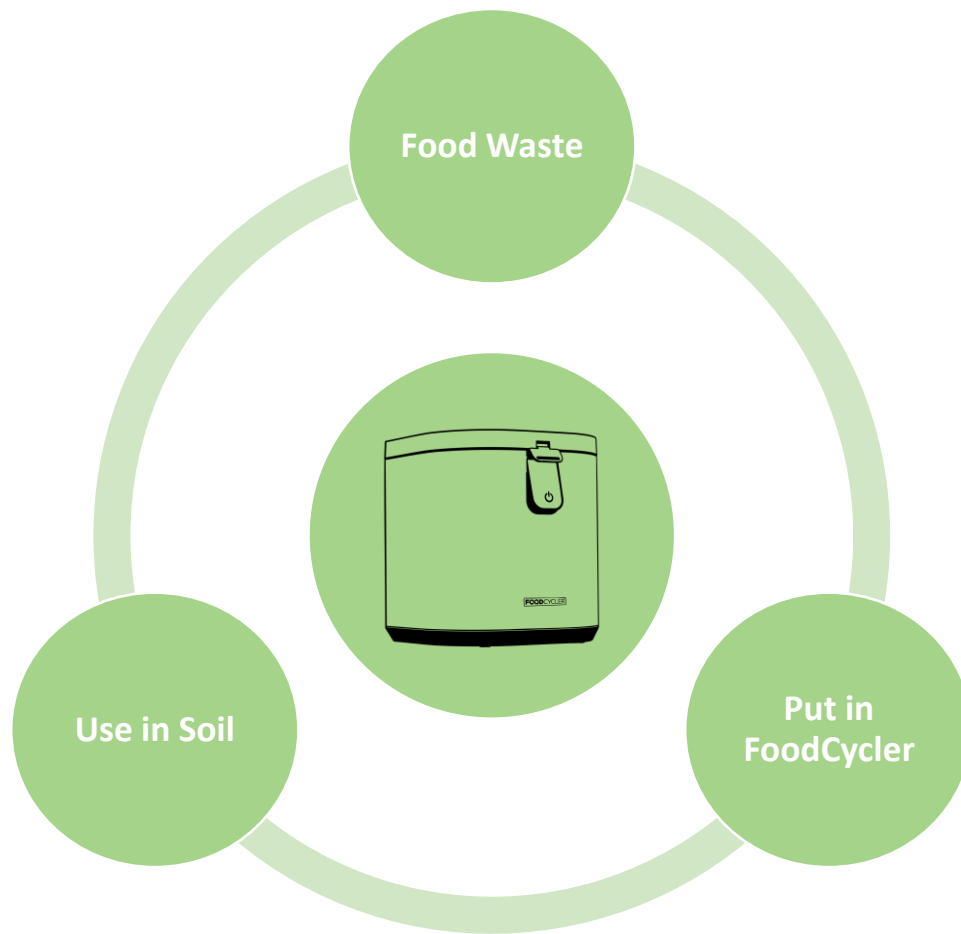 Food Waste
FOODCYCLER
Use in Soil
Put in
FoodCycler